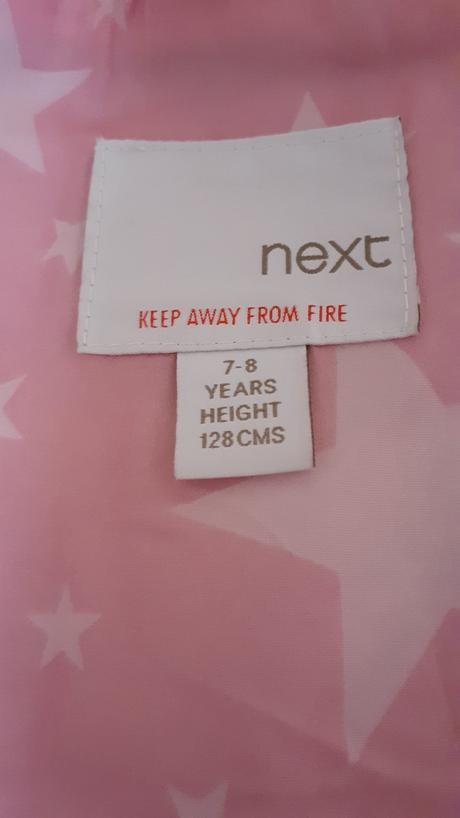 next
KEEP AWAY FROM FIRE
7-8
YEARS
HEIGHT
128CMS